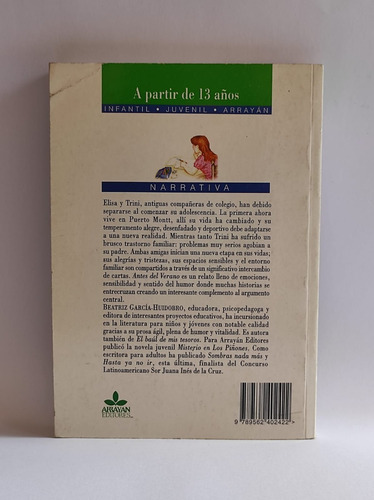 A partir de 13 años
INFANTIL • JUVENIL • ARRAYÁN
NARRATIVA
Elisa y Trini, antiguas compañeras de colegio, han debido
separarse al comenzar su adolescencia. La primera ahora
vive en Puerto Montt, allí su vida ha cambiado y su
temperamento alegre, desenfadado y deportivo debe adaptarse
a una nueva realidad. Mientras tanto Trini ha sufrido un
brusco trastorno familiar: problemas muy serios agobian a
su padre. Ambas amigas inician una nueva etapa en sus vidas;
sus alegrías y tristezas, sus espacios sensibles y el entorno
familiar son compartidos a través de un significativo intercambio
de cartas. Antes del Verano es un relato lleno de emociones,
sensibilidad y sentido del humor donde muchas historias se
entrecruzan creando un interesante complemento al argumento
central.
BEATRIZ GARCÍA-HUIDOBRO, educadora, psicopedagoga y
editora de interesantes proyectos educativos, ha incursionado
en la literatura para niños y jóvenes con notable calidad
gracias a su prosa ágil, plena de humor y vitalidad. Es autora
también de El baúl de mis tesoros. Para Arrayán Editores
publicó la novela juvenil Misterio en Los Piñones. Como
escritora para adultos ha publicado Sombras nada más y
Hasta ya no ir, esta última, finalista del Concurso
Latinoamericano Sor Juana Inés de la Cruz.
ARRAYAN
EDITORES
9 789562 402422 >